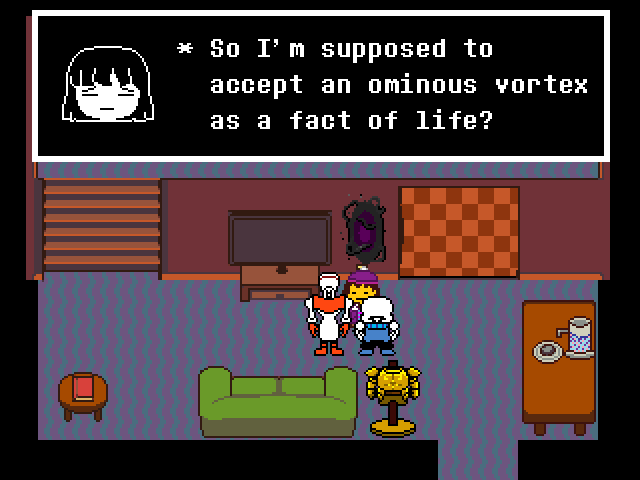 * So I'm supposed to
accept an ominous vortex
as a fact of life?